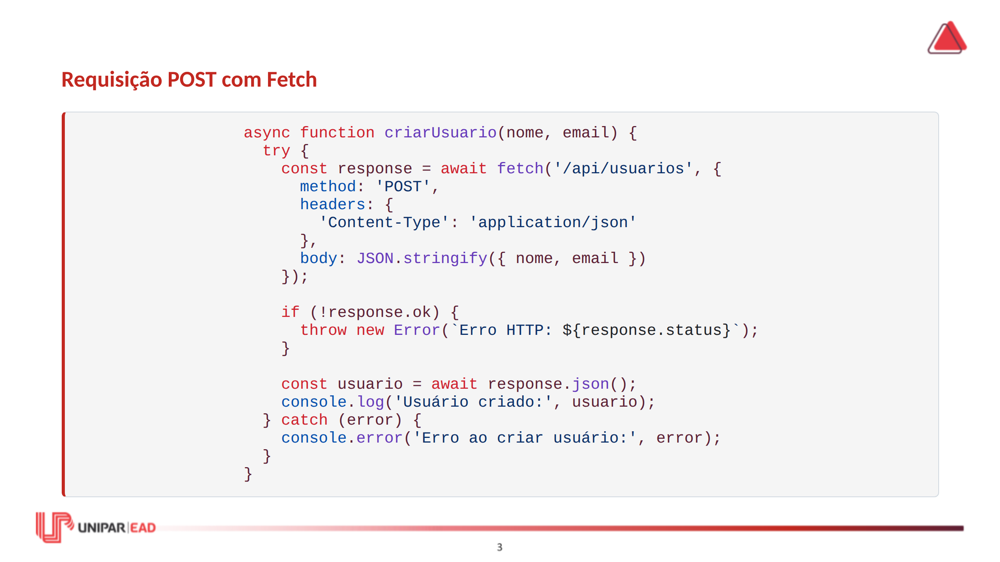 Requisição POST com Fetch
async function criarUsuario(nome, email) {
  try {
    const response = await fetch('/api/usuarios', {
      method: 'POST',
      headers: {
        'Content-Type': 'application/json'
      },
      body: JSON.stringify({ nome, email })
    });

    if (!response.ok) {
      throw new Error(`Erro HTTP: ${response.status}`);
    }

    const usuario = await response.json();
    console.log('Usuário criado:', usuario);
  } catch (error) {
    console.error('Erro ao criar usuário:', error);
  }
}
UNIPAR|EAD
3